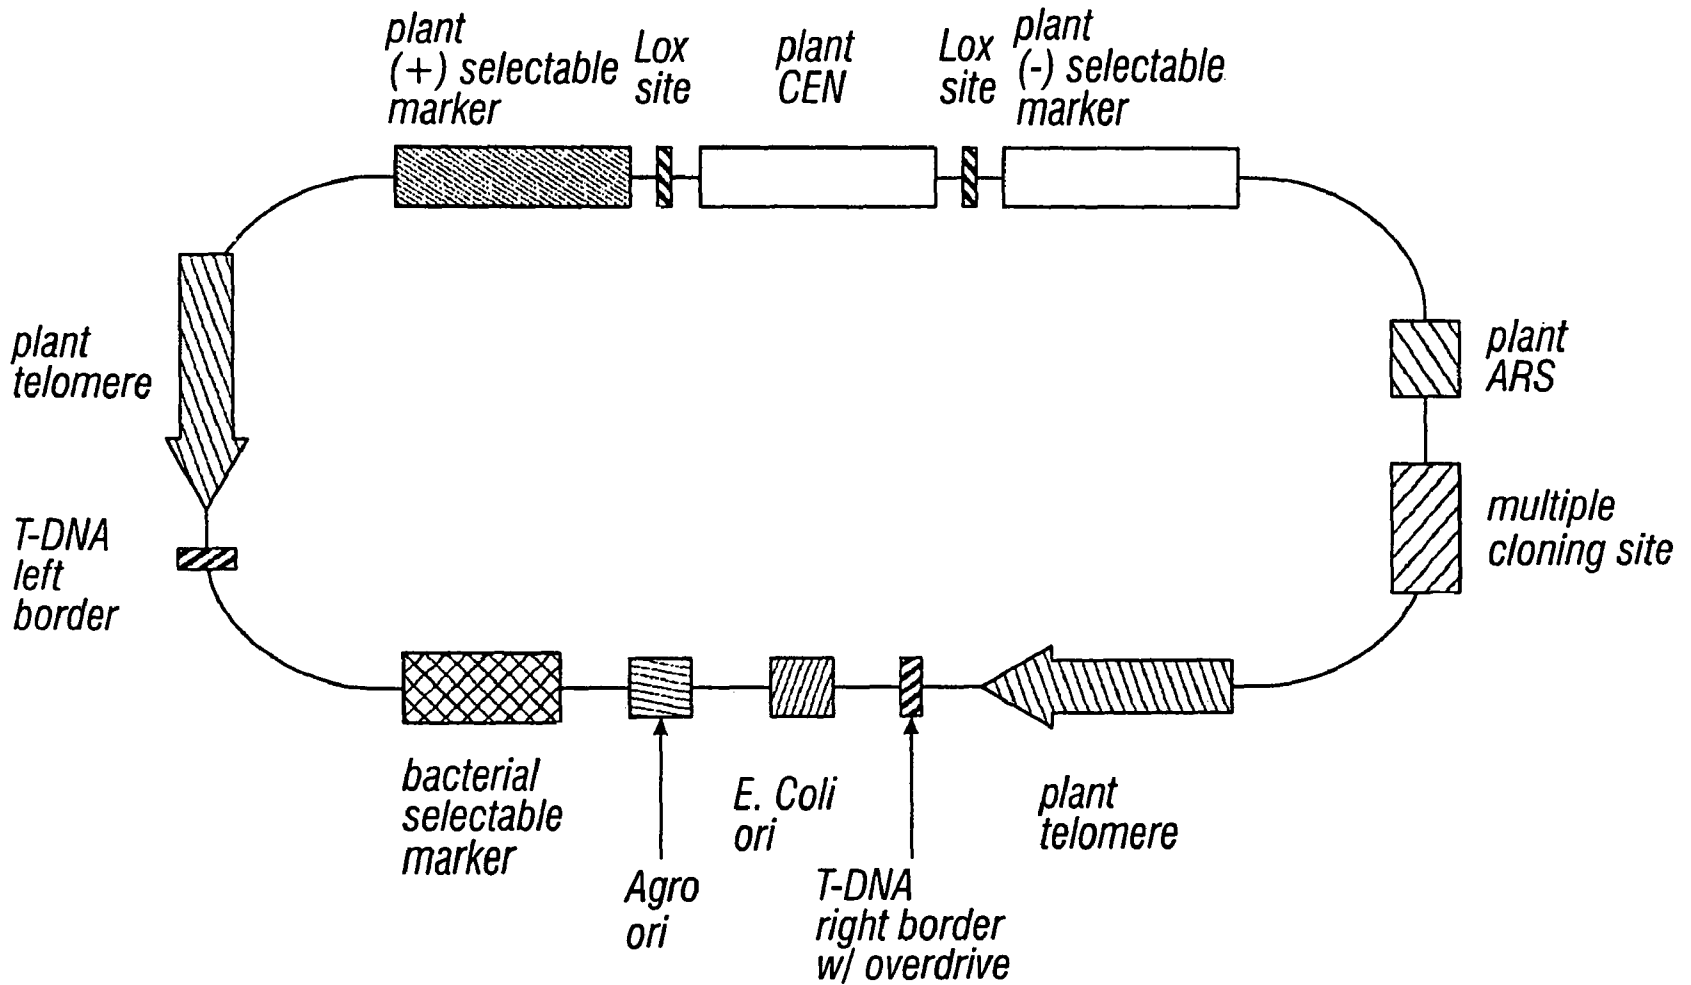 plant
(+) selectable
marker
Lox
site
plant
CEN
Lox
site
plant
(-) selectable
marker
plant
telomere
plant
ARS
T-DNA
left
border
multiple
cloning site
bacterial
selectable
marker
Agro
ori
E. Coli
ori
T-DNA
right border
w/ overdrive
plant
telomere